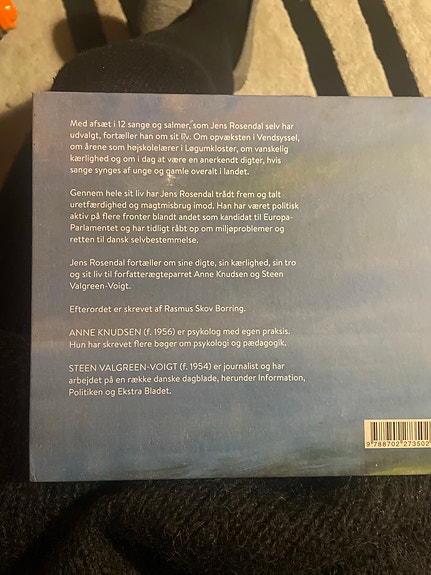 Med afsæt i 12 sange og salmer, som Jens Rosendal selv har
udvalgt, fortæller han om sit liv. Om opvæksten i Vendsyssel,
om årene som højskolelærer i Løgumkloster, om vanskelig
kærlighed og om i dag at være en anerkendt digter, hvis
sange synges af unge og gamle overalt i landet.
Gennem hele sit liv har Jens Rosendal trådt frem og talt
uretfærdighed og magtmisbrug imod. Han har været politisk
aktiv på flere fronter blandt andet som kandidat til Europa-
Parlamentet og har tidligt råbt op om miljøproblemer og
retten til dansk selvbestemmelse.
Jens Rosendal fortæller om sine digte, sin kærlighed, sin tro
og sit liv til forfatterægteparret Anne Knudsen og Steen
Valgreen-Voigt.
Efterordet er skrevet af Rasmus Skov Borring.
ANNE KNUDSEN (f. 1956) er psykolog med egen praksis.
Hun har skrevet flere bøger om psykologi og pædagogik.
STEEN VALGREEN-VOIGT (f. 1954) er journalist og har
arbejdet på en række danske dagblade, herunder Information,
Politiken og Ekstra Bladet.
9 788702 273502